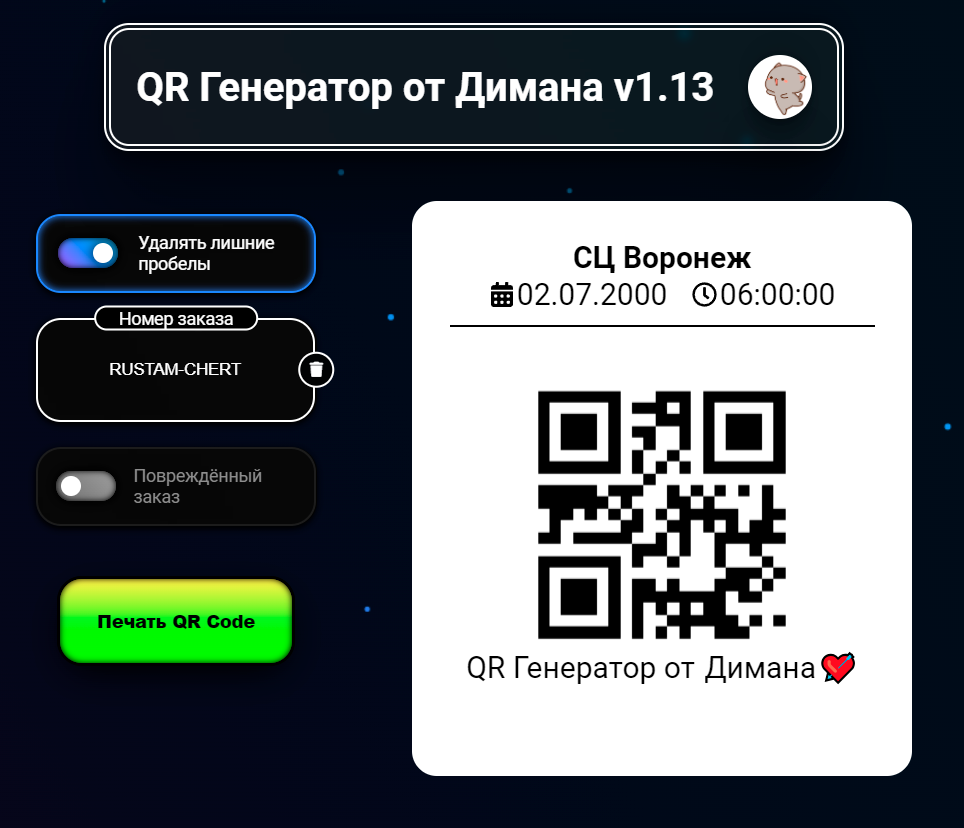 QR Генератор от Димана v1.13
Удалять лишние
пробелы
Номер заказа
RUSTAM-CHERT
Повреждённый
заказ
Печать QR Code
СЦ Воронеж
02.07.2000 06:00:00
QR Генератор от Димана